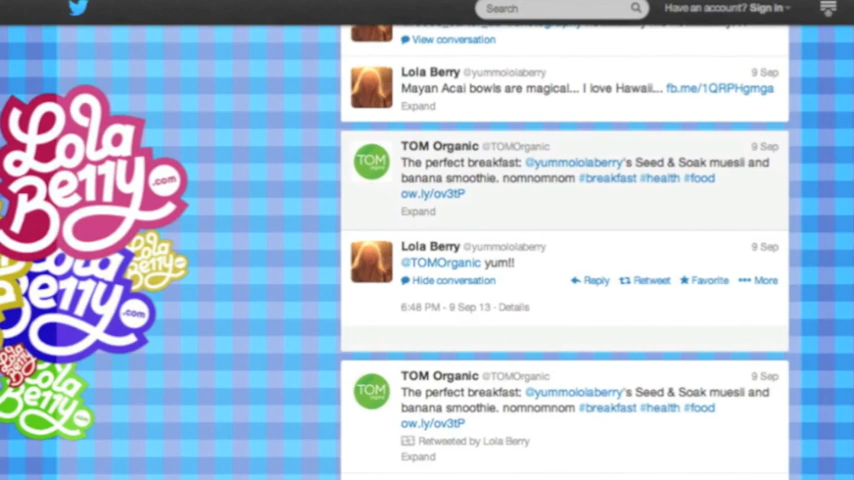 Search
Have an account? Sign in
View conversation
Lola Berry @yummololaberry
9 Sep
Mayan Acai bowls are magical... I love Hawaii... fb.me/1QRPHgmga
Expand
TOM Organic @TOMOrganic
9 Sep
The perfect breakfast: @yummololaberry's Seed & Soak muesli and
banana smoothie. nomnomnom #breakfast #health #food
ow.ly/ov3tP
Expand
TOM
Lola Berry @yummololaberry
9 Sep
@TOMOrganic yum!!
Hide conversation
Reply
Retweet
Favorite
More
6:48 PM - 9 Sep 13 · Details
TOM Organic @TOMOrganic
9 Sep
The perfect breakfast: @yummololaberry's Seed & Soak muesli and
banana smoothie. nomnomnom #breakfast #health #food
ow.ly/ov3tP
Retweeted by Lola Berry
Expand
TOM
Lola
Berry.com
Lola
Berry
Lola
Berry.com
Lola
Berry